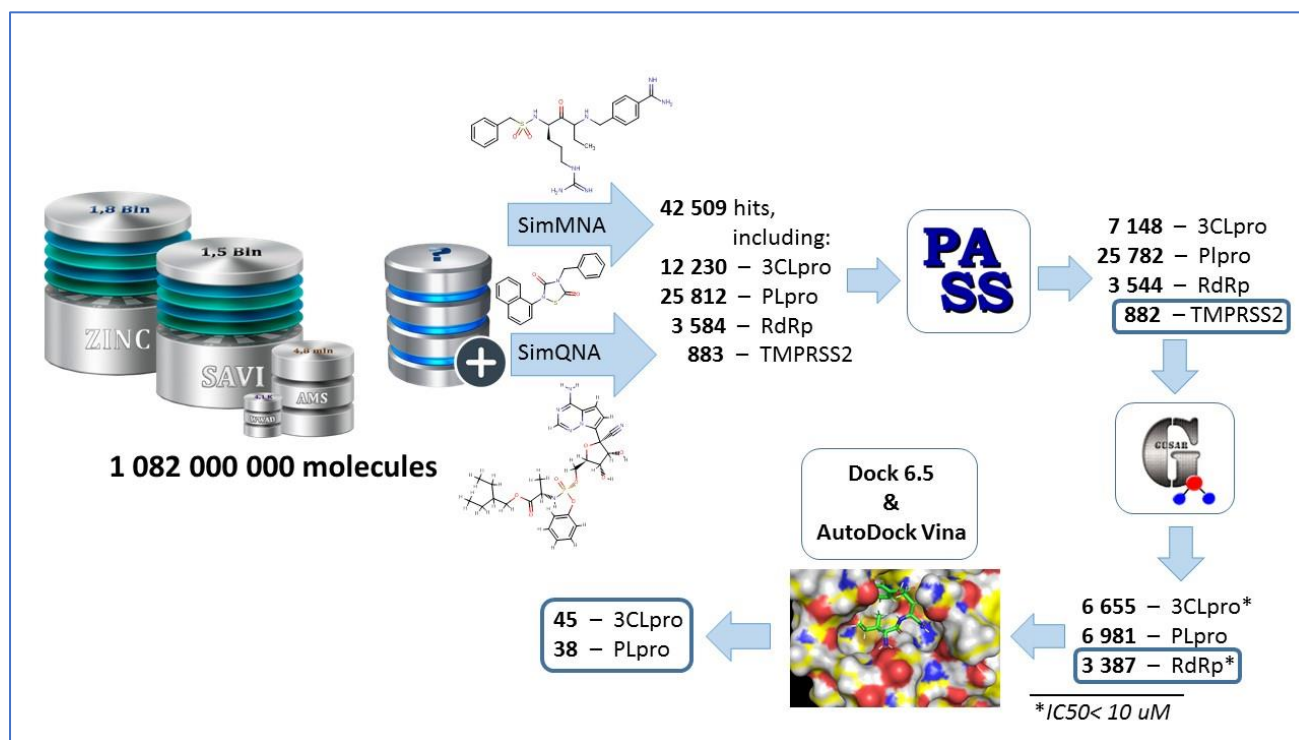 1,8 Bln
ZINC
1,5 Bln
SAVI
4,8 mln
AMS
1 082 000 000 molecules
?
+
SimMNA
SimQNA
42 509 hits,
including:
12 230 – 3CLpro
25 812 – PLpro
3 584 – RdRp
883 – TMPRSS2
PA
SS
7 148 – 3CLpro
25 782 – Plpro
3 544 – RdRp
882 – TMPRSS2
GUSAR
G
6 655 – 3CLpro*
6 981 – PLpro
3 387 – RdRp*
*IC50< 10 uM
Dock 6.5
&
AutoDock Vina
45 – 3CLpro
38 – PLpro